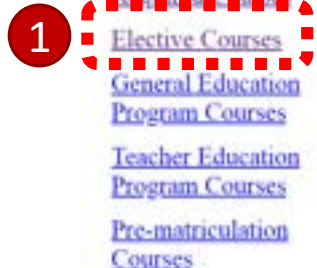 1
Elective Courses
General Education
Program Courses
Teacher Education
Program Courses
Pre-matriculation
Courses